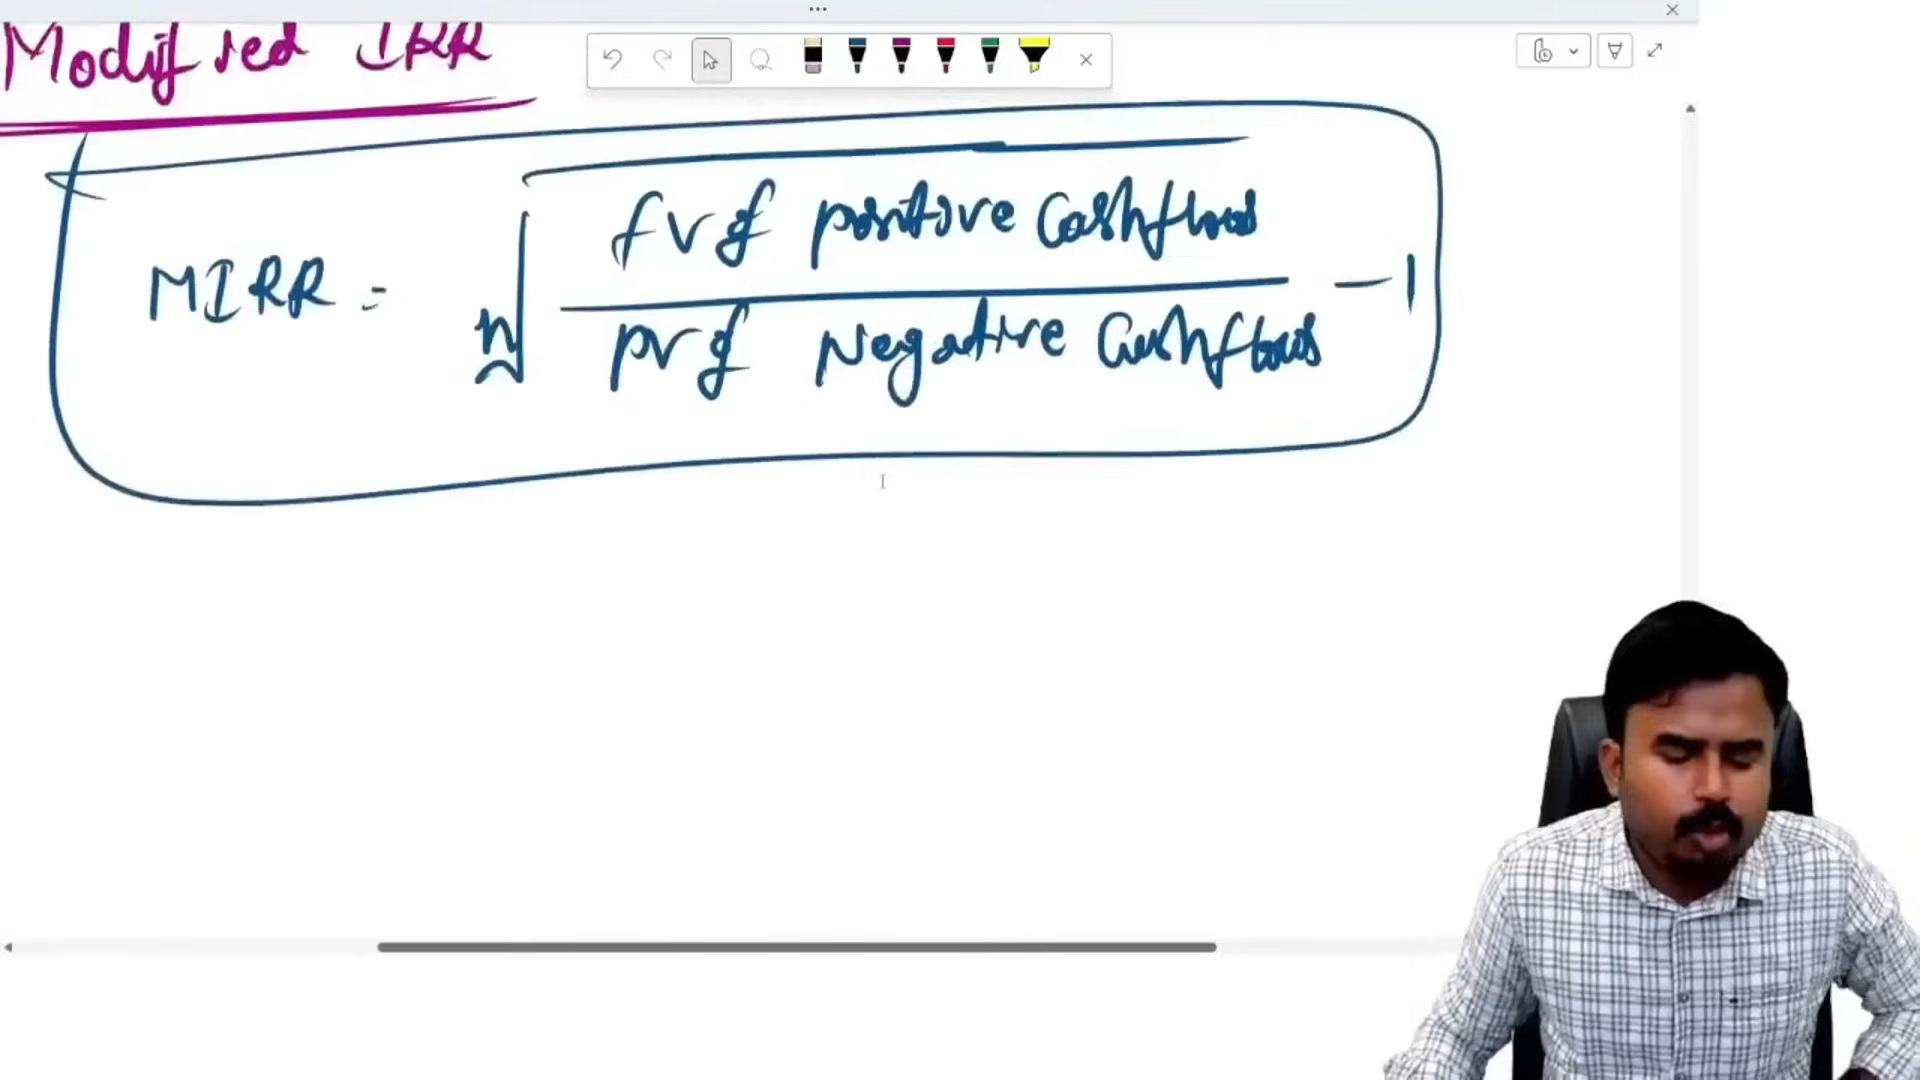 Modified IRR
MIRR = n√ fv of positive Cashflows / pv of Negative Cashflows - 1